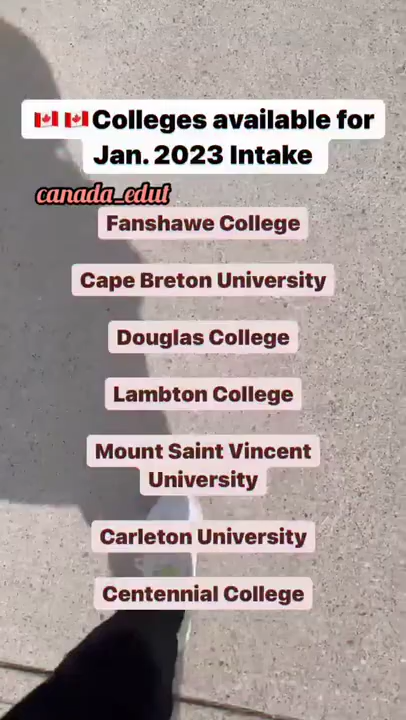 🇨🇦🇨🇦Colleges available for
Jan. 2023 Intake
canada_edut
Fanshawe College
Cape Breton University
Douglas College
Lambton College
Mount Saint Vincent
University
Carleton University
Centennial College